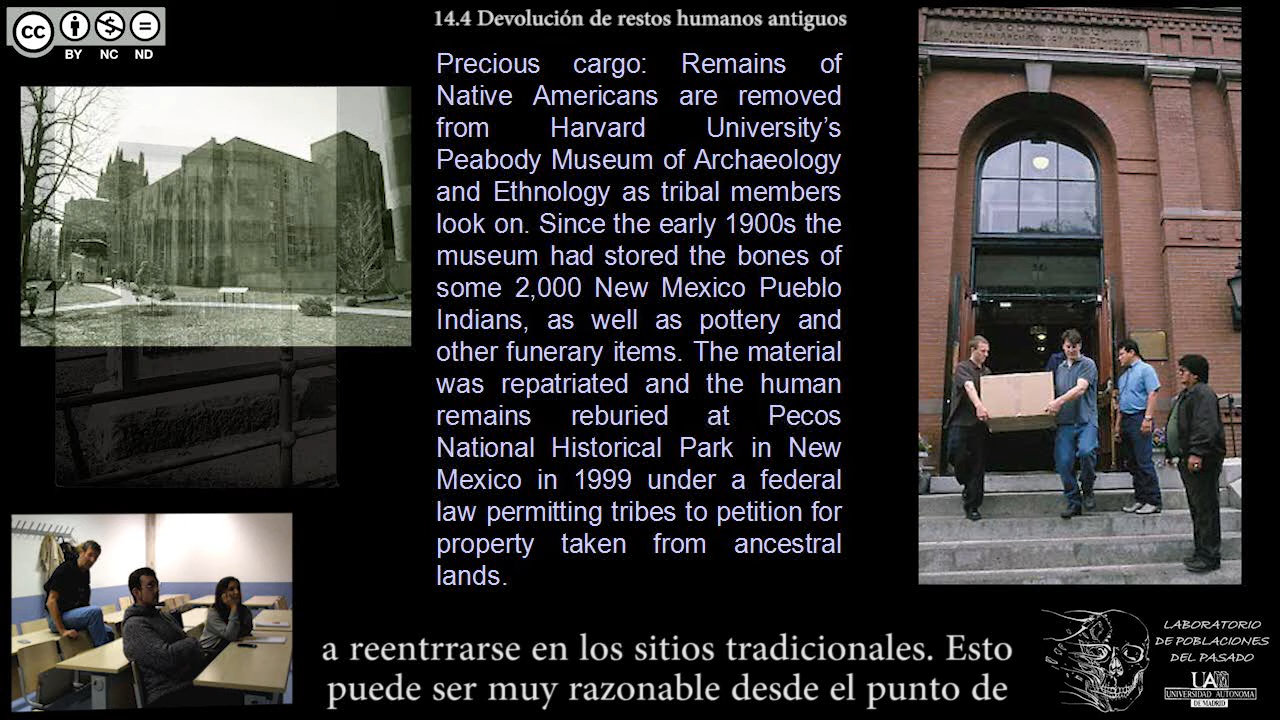 14.4 Devolución de restos humanos antiguos
cc
BY NC ND
Precious cargo: Remains of
Native Americans are removed
from Harvard University’s
Peabody Museum of Archaeology
and Ethnology as tribal members
look on. Since the early 1900s the
museum had stored the bones of
some 2,000 New Mexico Pueblo
Indians, as well as pottery and
other funerary items. The material
was repatriated and the human
remains reburied at Pecos
National Historical Park in New
Mexico in 1999 under a federal
law permitting tribes to petition for
property taken from ancestral
lands.
a reentrrarse en los sitios tradicionales. Esto
puede ser muy razonable desde el punto de
LABORATORIO
DE POBLACIONES
DEL PASADO
UAM
UNIVERSIDAD AUTONOMA
DE MADRID